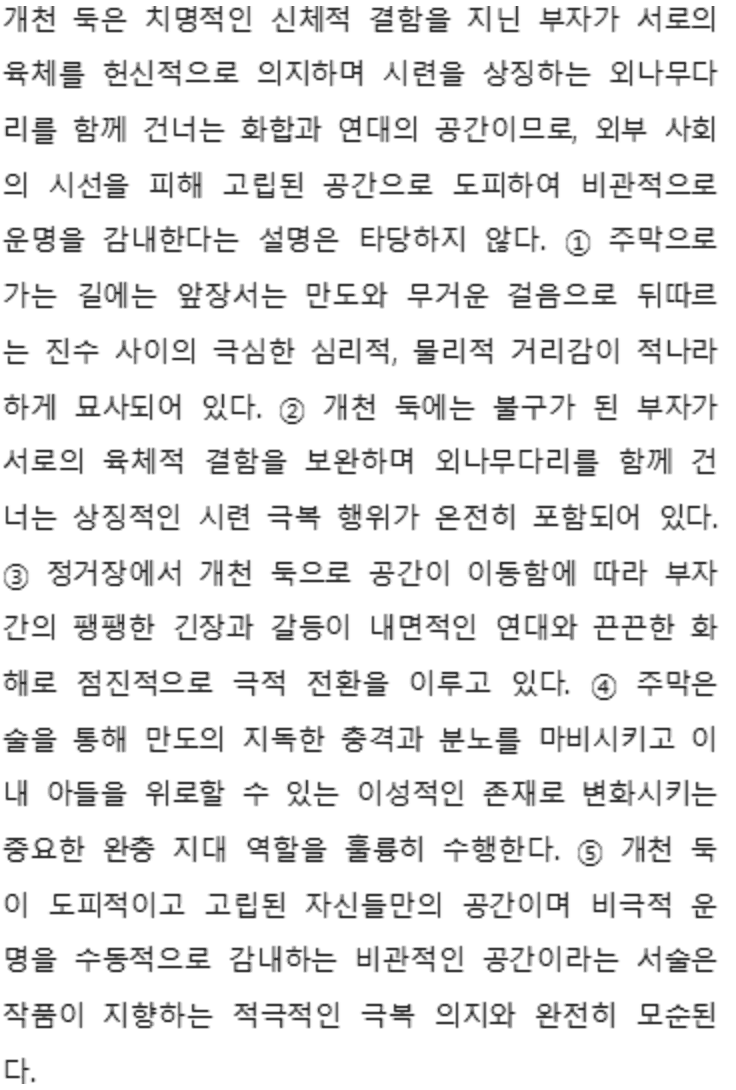 개천 둑은 치명적인 신체적 결함을 지닌 부자가 서로의
육체를 헌신적으로 의지하며 시련을 상징하는 외나무다
리를 함께 건너는 화합과 연대의 공간이므로, 외부 사회
의 시선을 피해 고립된 공간으로 도피하여 비관적으로
운명을 감내한다는 설명은 타당하지 않다. ① 주막으로
가는 길에는 앞장서는 만도와 무거운 걸음으로 뒤따르
는 진수 사이의 극심한 심리적, 물리적 거리감이 적나라
하게 묘사되어 있다. ② 개천 둑에는 불구가 된 부자가
서로의 육체적 결함을 보완하며 외나무다리를 함께 건
너는 상징적인 시련 극복 행위가 온전히 포함되어 있다.
③ 정거장에서 개천 둑으로 공간이 이동함에 따라 부자
간의 팽팽한 긴장과 갈등이 내면적인 연대와 끈끈한 화
해로 점진적으로 극적 전환을 이루고 있다. ④ 주막은
술을 통해 만도의 지독한 충격과 분노를 마비시키고 이
내 아들을 위로할 수 있는 이성적인 존재로 변화시키는
중요한 완충 지대 역할을 훌륭히 수행한다. ⑤ 개천 둑
이 도피적이고 고립된 자신들만의 공간이며 비극적 운
명을 수동적으로 감내하는 비관적인 공간이라는 서술은
작품이 지향하는 적극적인 극복 의지와 완전히 모순된
다.